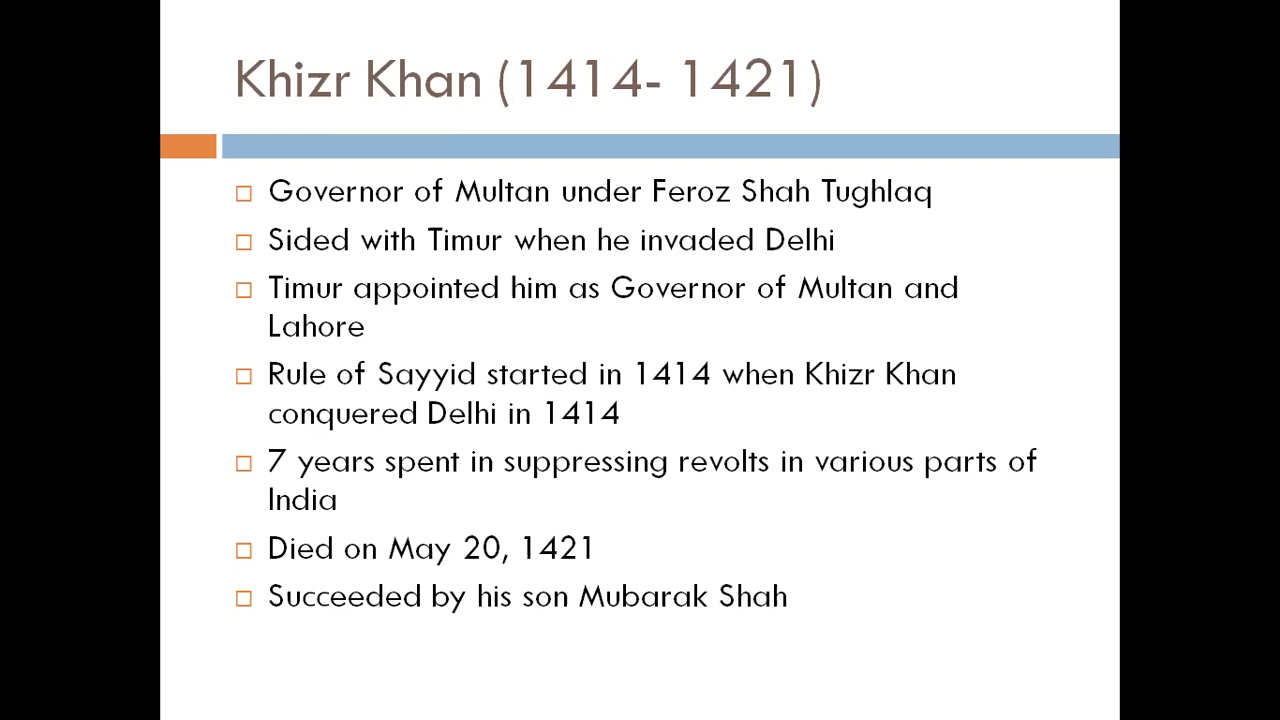 Khizr Khan (1414- 1421)
Governor of Multan under Feroz Shah Tughlaq
Sided with Timur when he invaded Delhi
Timur appointed him as Governor of Multan and
Lahore
Rule of Sayyid started in 1414 when Khizr Khan
conquered Delhi in 1414
7 years spent in suppressing revolts in various parts of
India
Died on May 20, 1421
Succeeded by his son Mubarak Shah